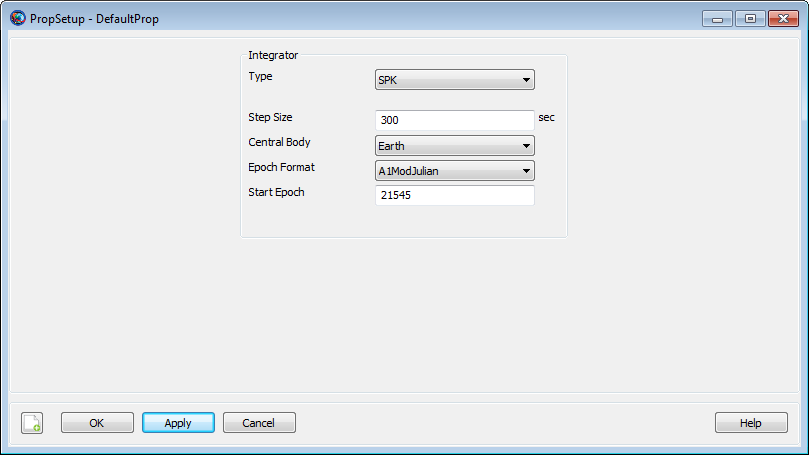 PropSetup - DefaultProp
Integrator
Type SPK
Step Size 300 sec
Central Body Earth
Epoch Format A1ModJulian
Start Epoch 21545
OK Apply Cancel Help